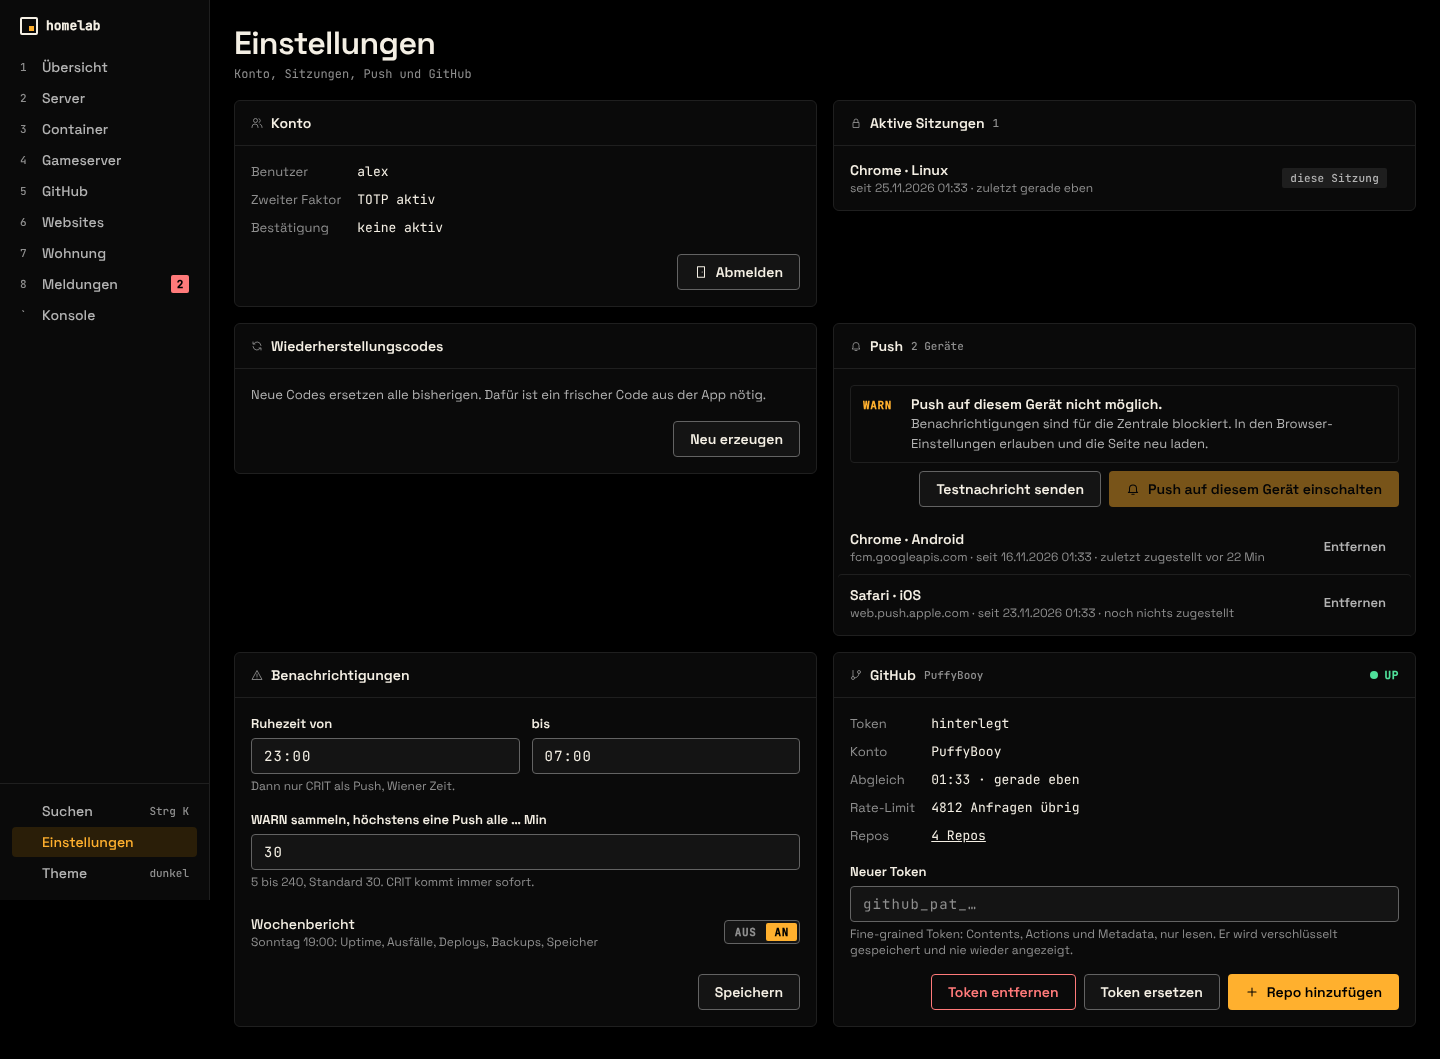 homelab
1 Übersicht
2 Server
3 Container
4 Gameserver
5 GitHub
6 Websites
7 Wohnung
8 Meldungen 2
` Konsole
Suchen Strg K
Einstellungen
Theme dunkel
Einstellungen
Konto, Sitzungen, Push und GitHub
Konto
Benutzer alex
Zweiter Faktor TOTP aktiv
Bestätigung keine aktiv
Abmelden
Aktive Sitzungen 1
Chrome · Linux
seit 25.11.2026 01:33 · zuletzt gerade eben
diese Sitzung
Wiederherstellungscodes
Neue Codes ersetzen alle bisherigen. Dafür ist ein frischer Code aus der App nötig.
Neu erzeugen
Push 2 Geräte
WARN Push auf diesem Gerät nicht möglich.
Benachrichtigungen sind für die Zentrale blockiert. In den Browser-
Einstellungen erlauben und die Seite neu laden.
Testnachricht senden Push auf diesem Gerät einschalten
Chrome · Android
fcm.googleapis.com · seit 16.11.2026 01:33 · zuletzt zugestellt vor 22 Min
Entfernen
Safari · iOS
web.push.apple.com · seit 23.11.2026 01:33 · noch nichts zugestellt
Entfernen
Benachrichtigungen
Ruhezeit von bis
23:00 07:00
Dann nur CRIT als Push, Wiener Zeit.
WARN sammeln, höchstens eine Push alle … Min
30
5 bis 240, Standard 30. CRIT kommt immer sofort.
Wochenbericht
Sonntag 19:00: Uptime, Ausfälle, Deploys, Backups, Speicher
AUS AN
Speichern
GitHub PuffyBooy UP
Token hinterlegt
Konto PuffyBooy
Abgleich 01:33 · gerade eben
Rate-Limit 4812 Anfragen übrig
Repos 4 Repos
Neuer Token
github_pat_…
Fine-grained Token: Contents, Actions und Metadata, nur lesen. Er wird verschlüsselt
gespeichert und nie wieder angezeigt.
Token entfernen Token ersetzen Repo hinzufügen